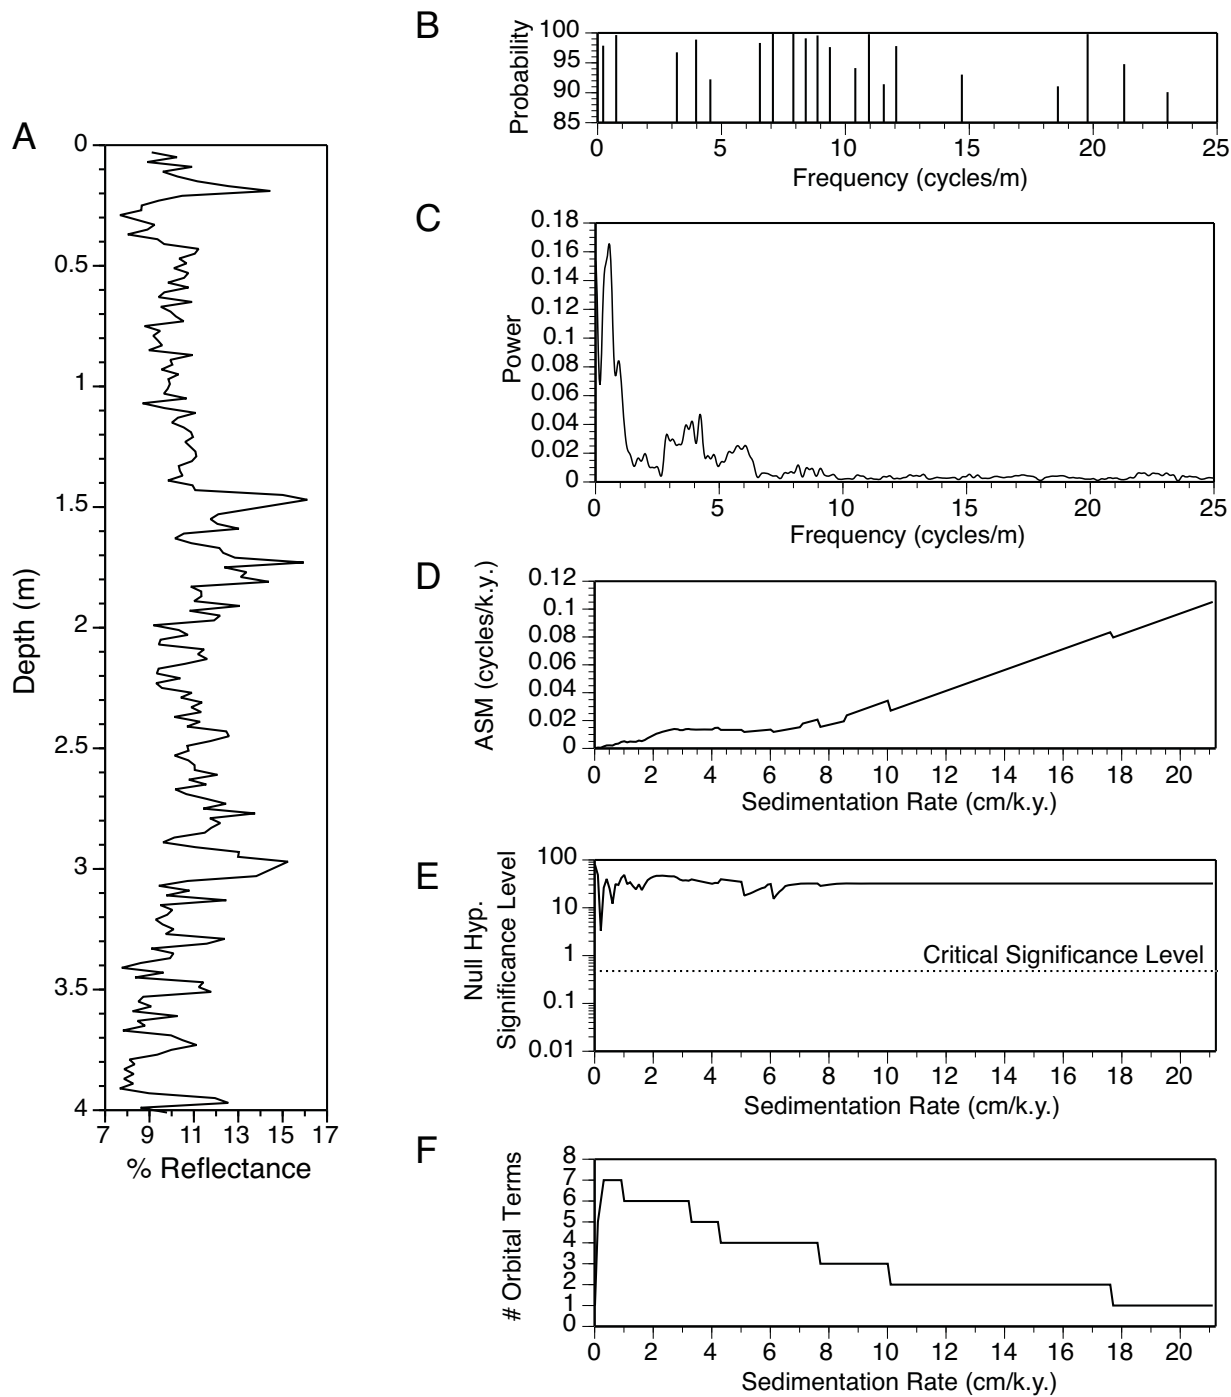 A
0
0.5
1
1.5
2
2.5
3
3.5
4
Depth (m)
7 9 11 13 15 17
% Reflectance
B
Probability
100
95
90
85
0 5 10 15 20 25
Frequency (cycles/m)
C
Power
0.18
0.16
0.14
0.12
0.1
0.08
0.06
0.04
0.02
0
0 5 10 15 20 25
Frequency (cycles/m)
D
ASM (cycles/k.y.)
0.12
0.1
0.08
0.06
0.04
0.02
0
0 2 4 6 8 10 12 14 16 18 20
Sedimentation Rate (cm/k.y.)
E
Null Hyp.
Significance Level
100
10
1
0.1
0.01
Critical Significance Level
0 2 4 6 8 10 12 14 16 18 20
Sedimentation Rate (cm/k.y.)
F
# Orbital Terms
8
7
6
5
4
3
2
1
0
0 2 4 6 8 10 12 14 16 18 20
Sedimentation Rate (cm/k.y.)